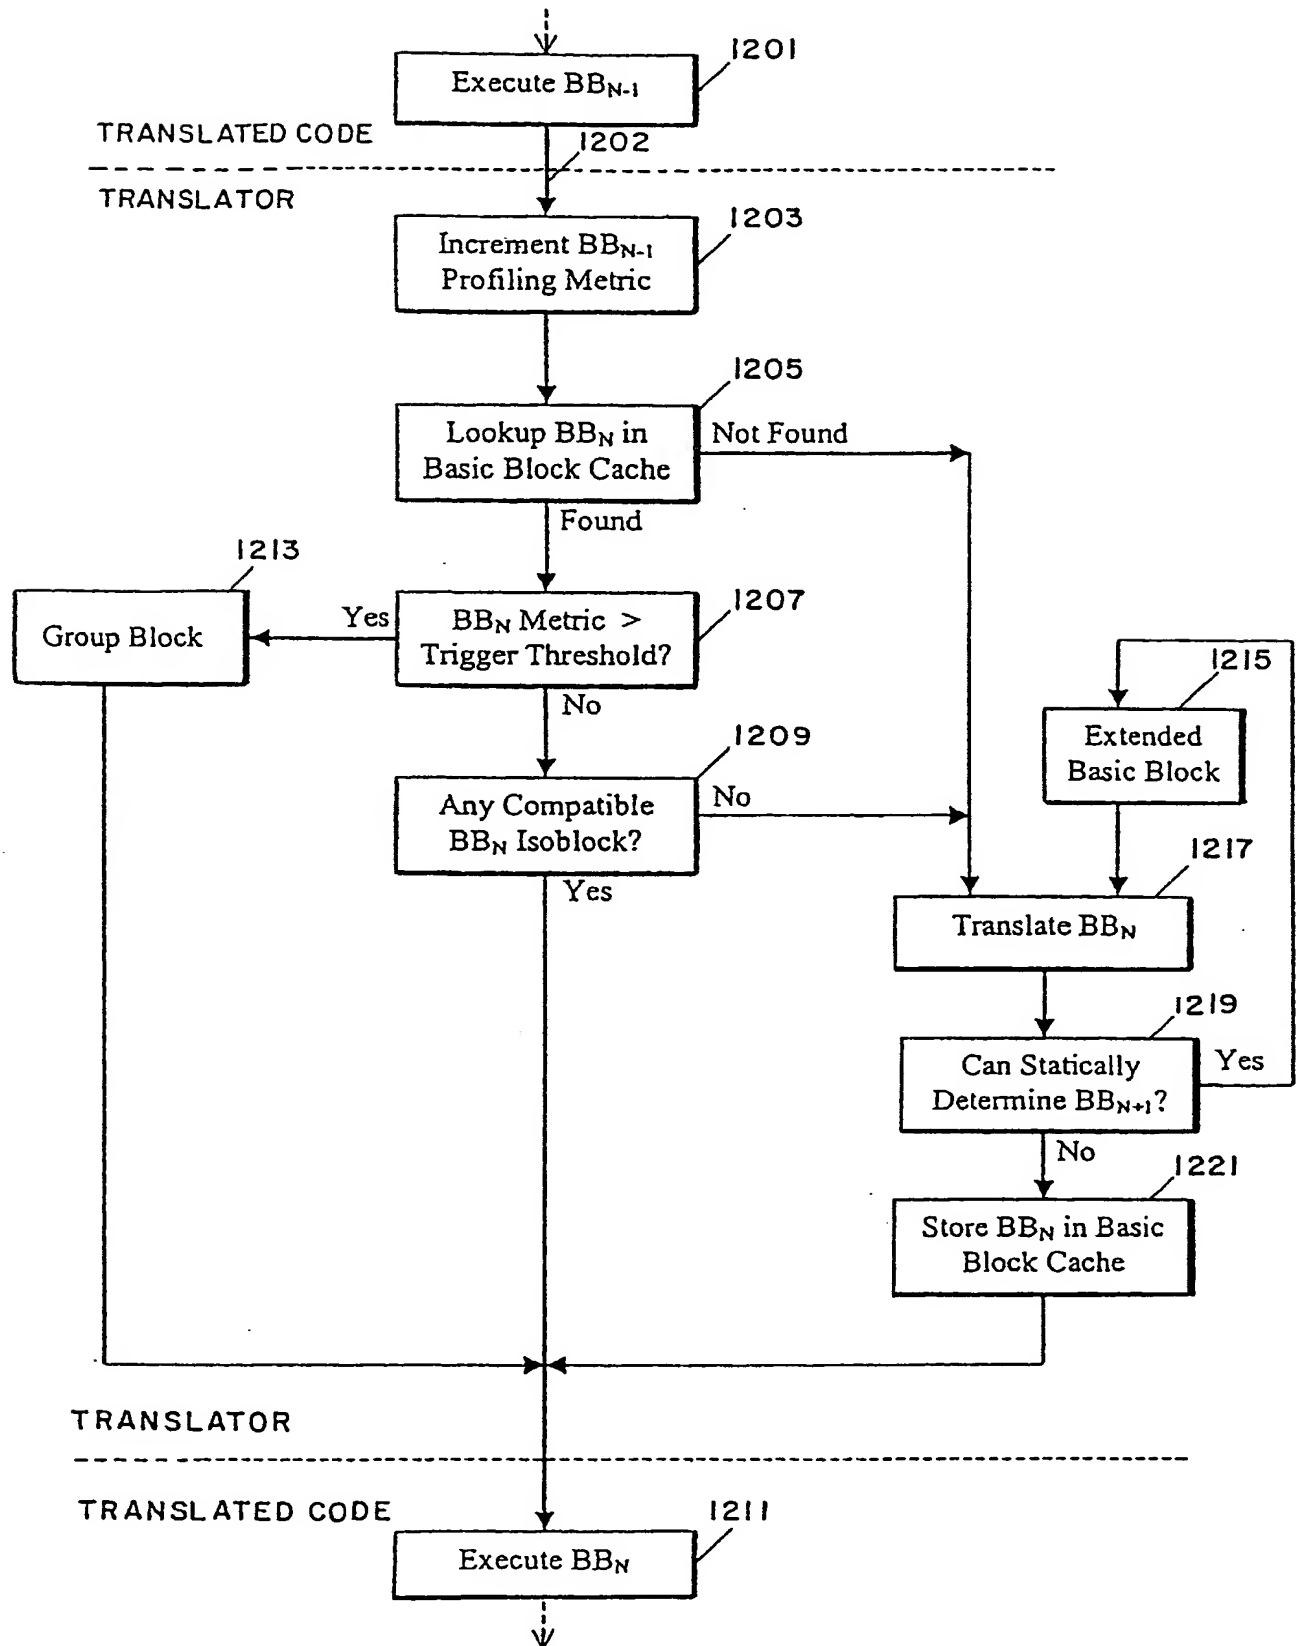 1201
Execute BBN-1
TRANSLATED CODE
1202
TRANSLATOR
1203
Increment BBN-1
Profiling Metric
1205
Lookup BBN in
Basic Block Cache
Not Found
Found
1213
Group Block
Yes
1207
BBN Metric >
Trigger Threshold?
No
1215
Extended
Basic Block
1209
Any Compatible
BBN Isoblock?
No
Yes
1217
Translate BBN
1219
Can Statically
Determine BBN+1?
Yes
No
1221
Store BBN in Basic
Block Cache
TRANSLATOR
TRANSLATED CODE
1211
Execute BBN